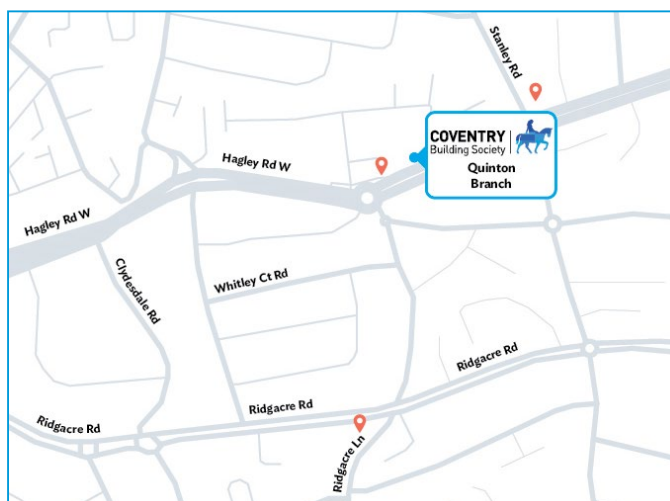 Stanley Rd
COVENTRY
Building Society
Quinton
Branch
Hagley Rd W
Hagley Rd W
Clydesdale Rd
Whitley Ct Rd
Ridgacre Rd
Ridgacre Rd
Ridgacre Rd
Ridgacre Ln